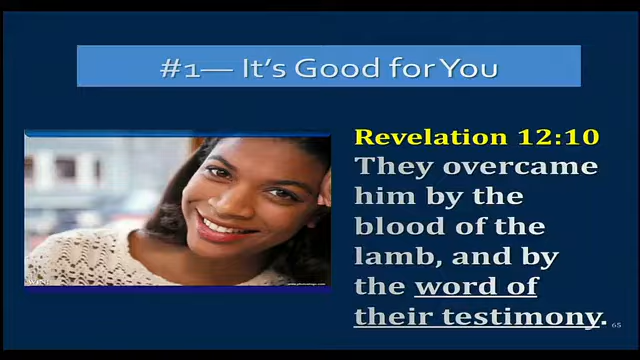 #1— It's Good for You
Revelation 12:10
They overcame
him by the
blood of the
lamb, and by
the word of
their testimony.
65